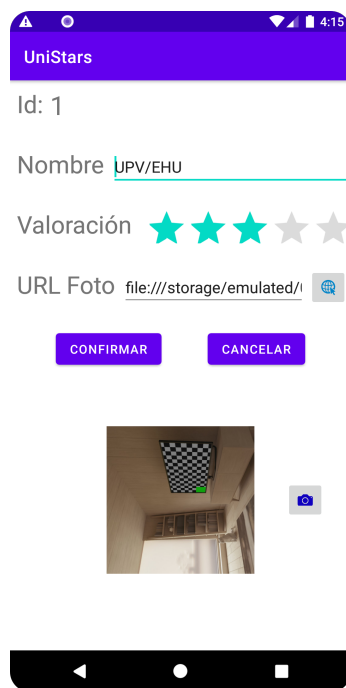 4:15
UniStars
Id: 1
Nombre UPV/EHU
Valoración
URL Foto file:///storage/emulated/
CONFIRMAR CANCELAR